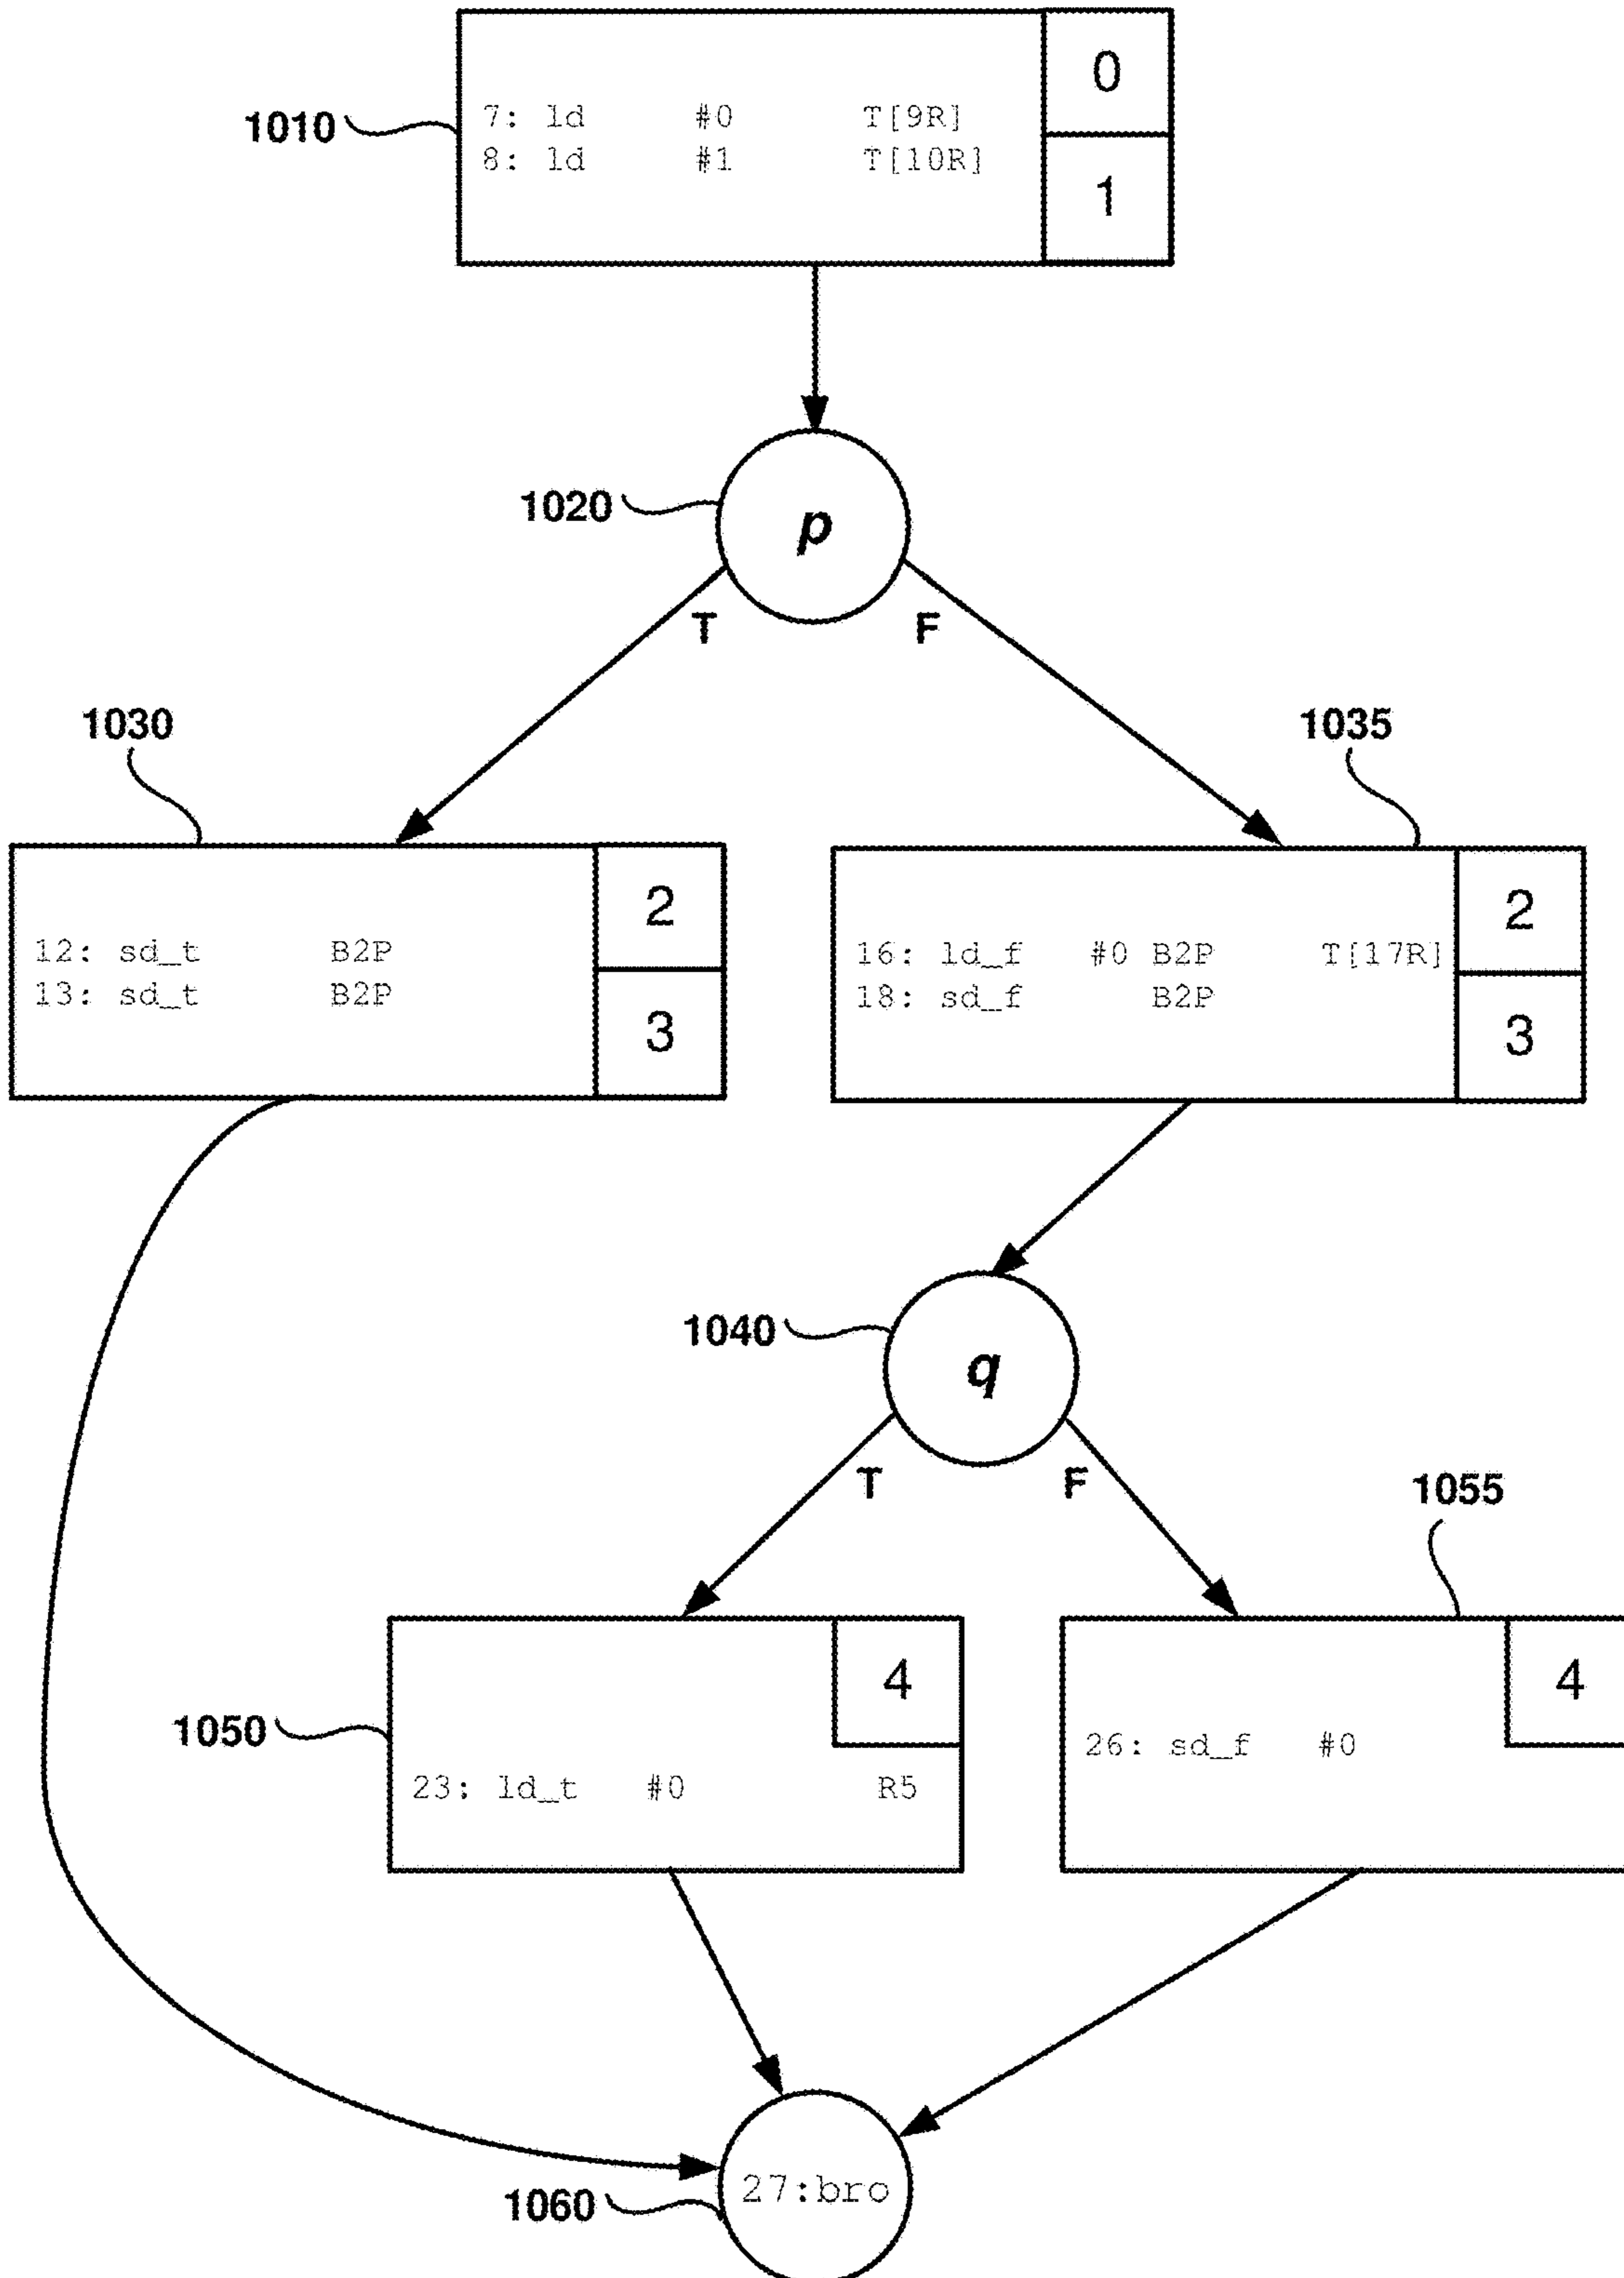 0
1010
7: ld #0 T[9R]
8: ld #1 T[10R]
1
1020
p
T F
1030
1035
2
12: sd_t B2P
13: sd_t B2P
3
2
16: ld_f #0 B2P T[17R]
18: sd_f B2P
3
1040
q
T F
1055
4
1050
23: ld_t #0 R5
4
26: sd_f #0
27:bro
1060